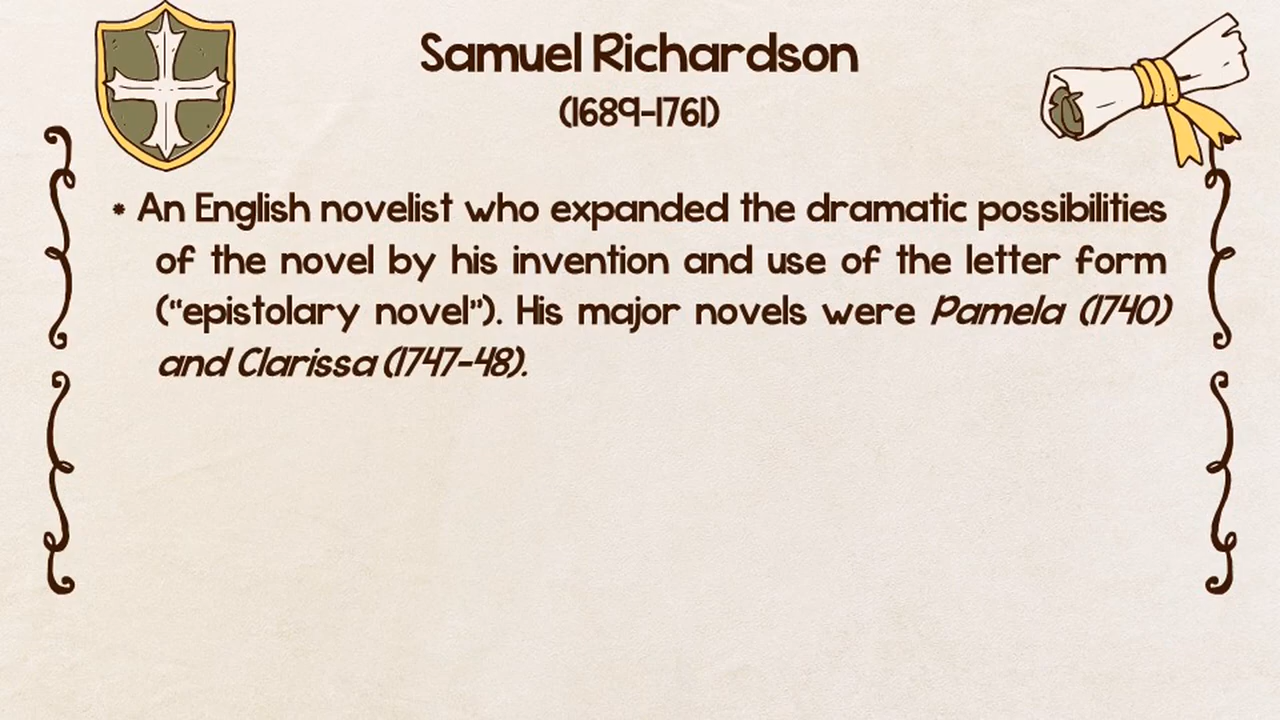 Samuel Richardson
(1689-1761)
* An English novelist who expanded the dramatic possibilities
of the novel by his invention and use of the letter form
(“epistolary novel”). His major novels were Pamela (1740)
and Clarissa (1747-48).